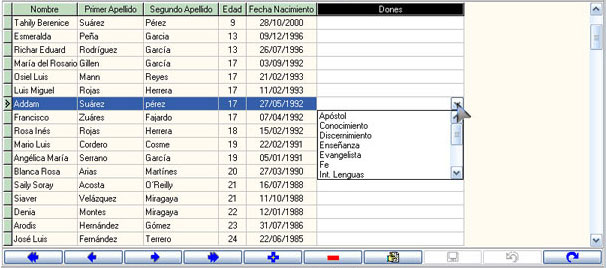 Nombre Primer Apellido Segundo Apellido Edad Fecha Nacimiento Dones
Tahily Berenice Suárez Pérez 9 28/10/2000
Esmeralda Peña Garcia 13 09/12/1996
Richar Eduard Rodríguez García 13 26/07/1996
María del Rosario Gillen García 17 03/09/1992
Osiel Luis Mann Reyes 17 21/02/1993
Luis Miguel Rojas Herrera 17 11/02/1993
Addam Suárez pérez 17 27/05/1992
Francisco Zuáres Fajardo 17 07/04/1992
Apóstol
Rosa Inés Rojas Herrera 18 15/02/1992
Conocimiento
Mario Luis Cordero Cosme 19 22/02/1991
Discernimiento
Enseñanza
Angélica María Serrano García 19 05/01/1991
Evangelista
Blanca Rosa Arias Martínes 20 27/03/1990
Fe
Saily Soray Acosta O'Reilly 21 16/07/1988
Int. Lenguas
Siaver Velázquez Miragaya 21 11/10/1988
Denia Montes Miragaya 22 12/01/1988
Arodis Hernández Gómez 23 31/07/1986
José Luis Fernández Terrero 24 22/06/1985